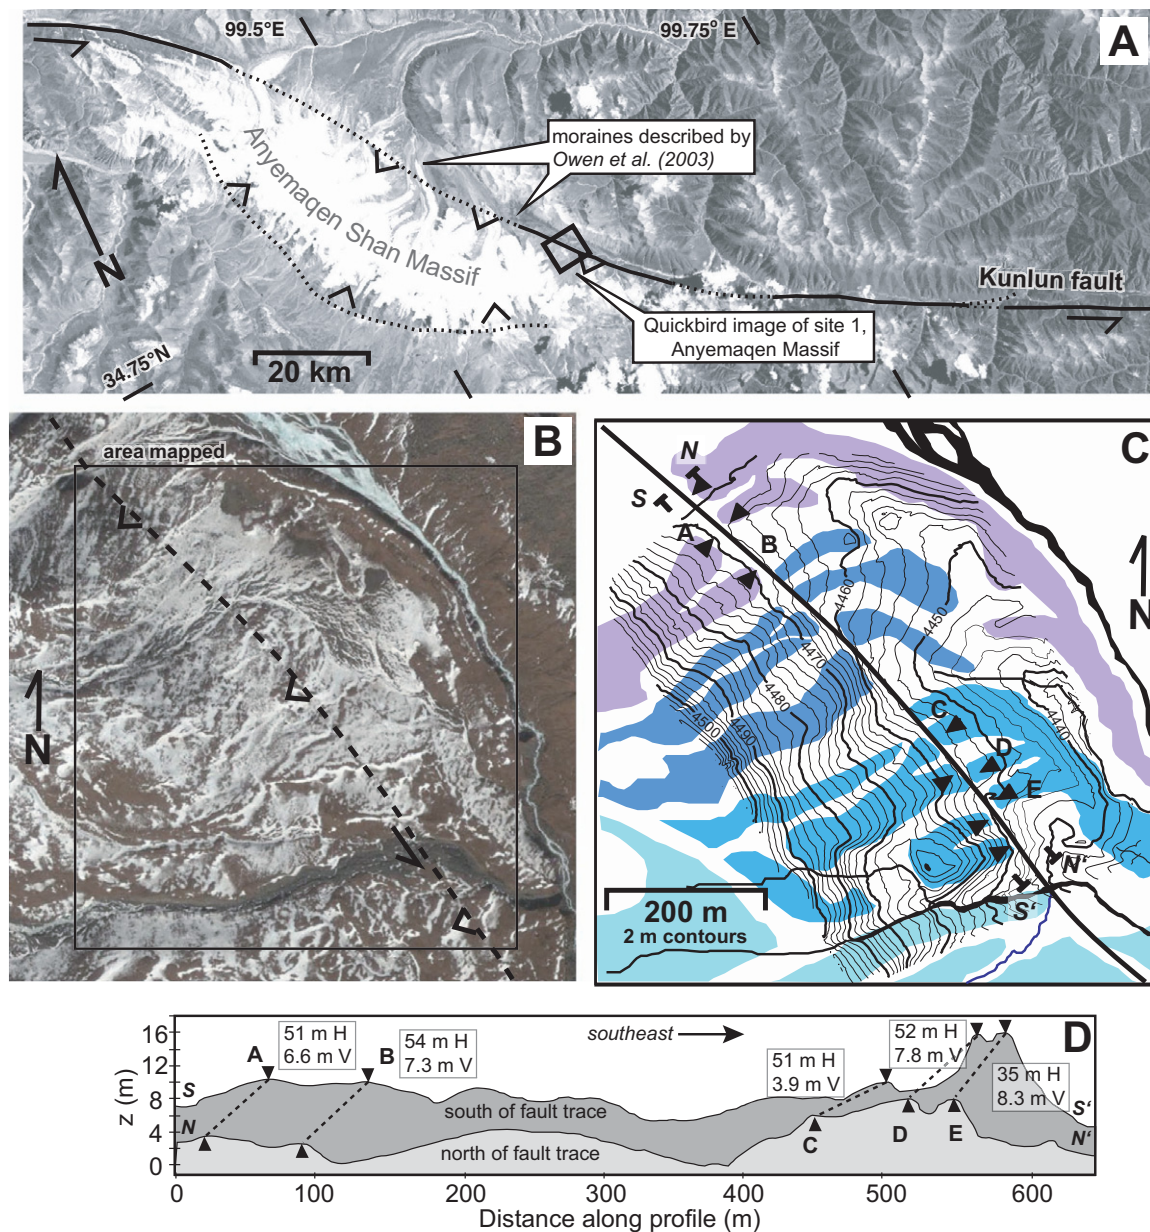 99.5°E
99.75° E
A
moraines described by
Owen et al. (2003)
Anyemaqen Shan Massif
N
Kunlun fault
Quickbird image of site 1,
Anyemaqen Massif
34.75°N
20 km
B
area mapped
N
C
N
S
A
B
4460
4450
4470
4480
4490
4500
4440
C
D
E
N
N'
S'
200 m
2 m contours
D
16
12
8
4
0
z (m)
51 m H
6.6 m V
54 m H
7.3 m V
southeast
52 m H
7.8 m V
51 m H
3.9 m V
35 m H
8.3 m V
A
B
S
N
south of fault trace
north of fault trace
C
D
E
S'
N'
0
100
200
300
400
500
600
Distance along profile (m)